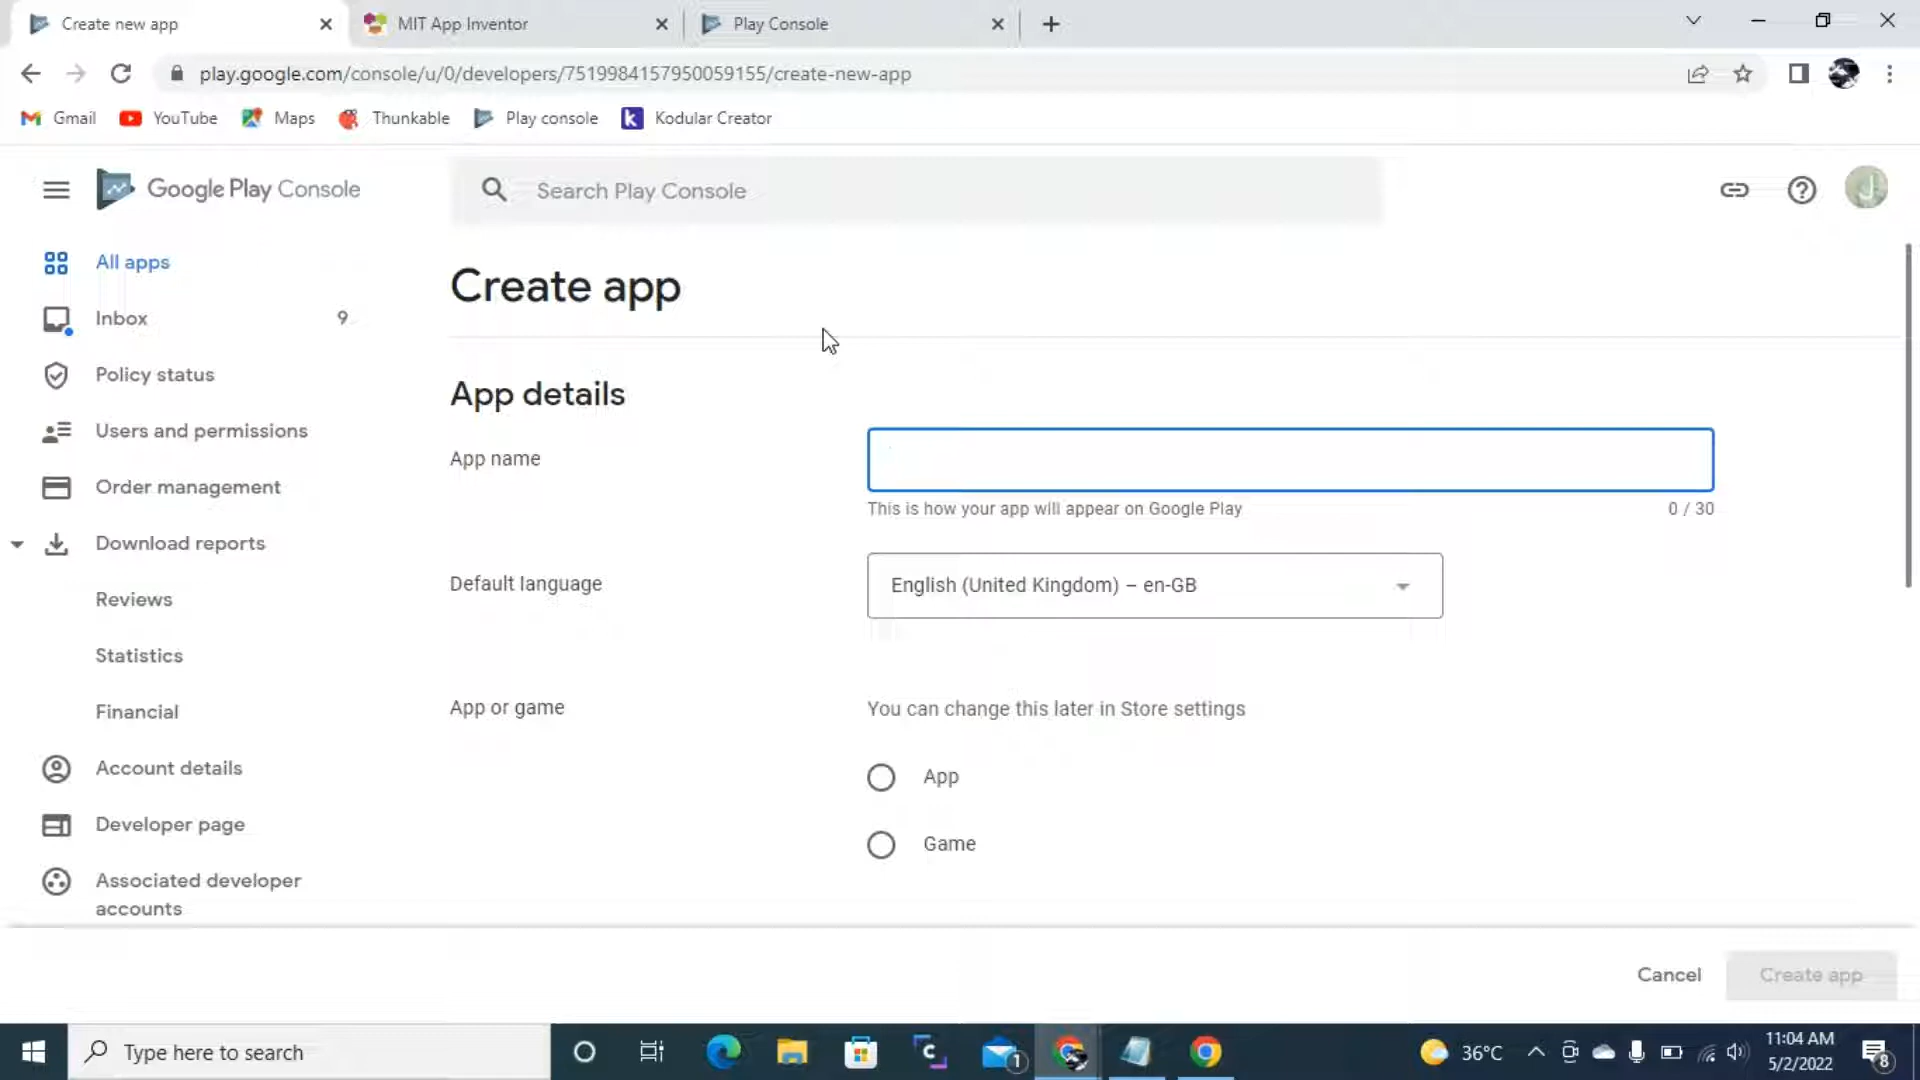 Create new app
MIT App Inventor
Play Console
play.google.com/console/u/0/developers/7519984157950059155/create-new-app
Gmail
YouTube
Maps
Thunkable
Play console
k
Kodular Creator
Google Play Console
Search Play Console
J
All apps
Inbox
9
Policy status
Users and permissions
Order management
Download reports
Reviews
Statistics
Financial
Account details
Developer page
Associated developer
accounts
Create app
App details
App name
This is how your app will appear on Google Play
0 / 30
Default language
English (United Kingdom) – en-GB
App or game
You can change this later in Store settings
App
Game
Cancel
Create app
Type here to search
1
36°C
11:04 AM
5/2/2022
8